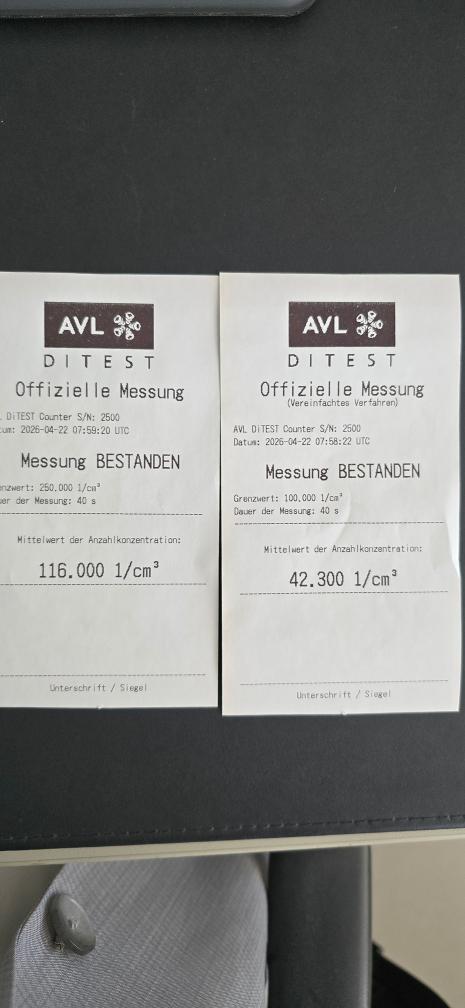 AVL
DITEST
Offizielle Messung
DiTEST Counter S/N: 2500
2026-04-22 07:59:20 UTC
Messung BESTANDEN
250.000 1/cm³
der Messung: 40 s
Mittelwert der Anzahlkonzentration:
116.000 1/cm³
Unterschrift / Siegel
AVL
DITEST
Offizielle Messung
(Vereinfachtes Verfahren)
AVL DiTEST Counter S/N: 2500
Datum: 2026-04-22 07:58:22 UTC
Messung BESTANDEN
Grenzwert: 100.000 1/cm³
Dauer der Messung: 40 s
Mittelwert der Anzahlkonzentration:
42.300 1/cm³
Unterschrift / Siegel